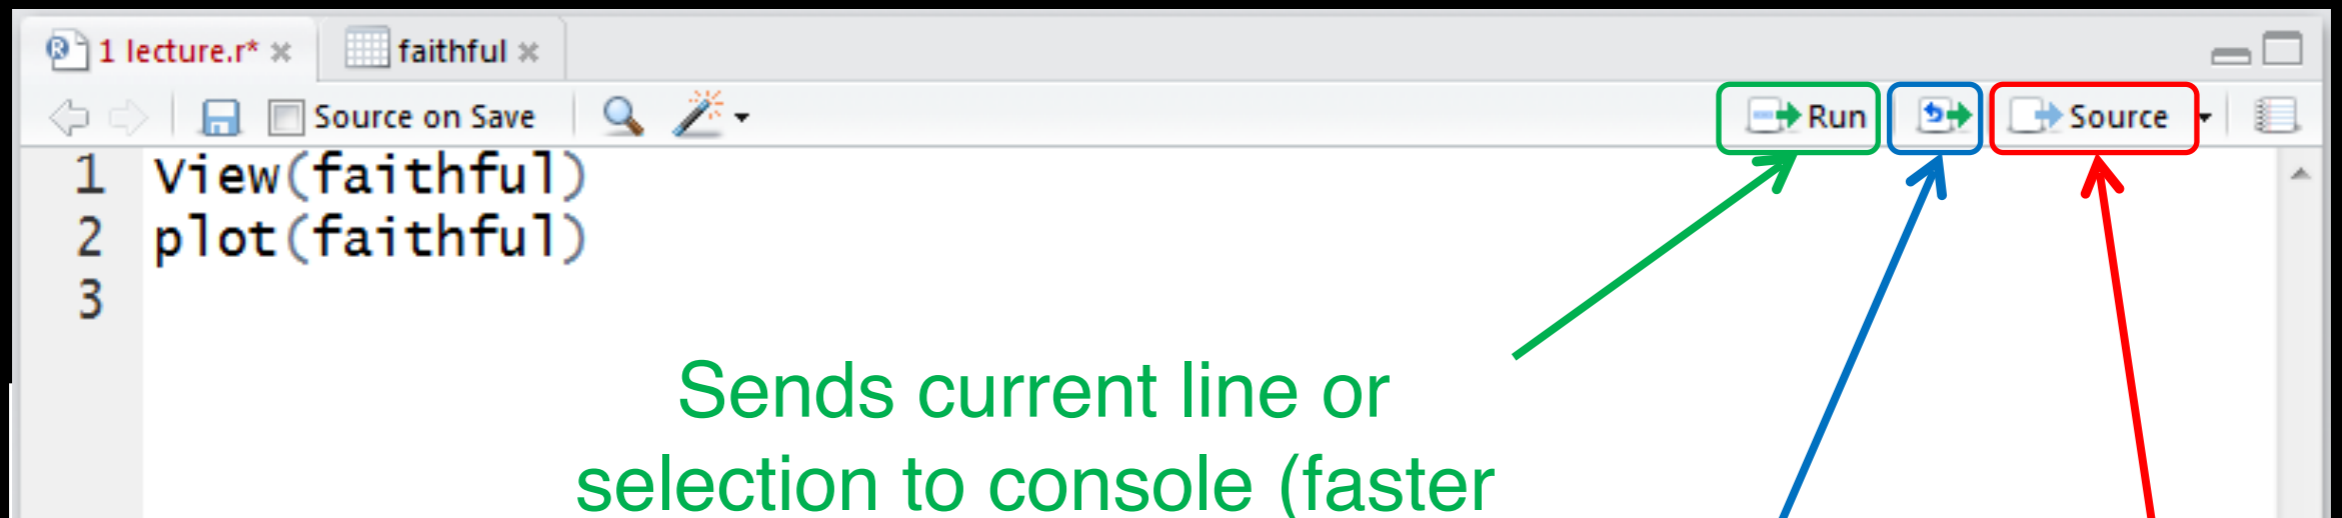 1 lecture.r* faithful
Source on Save Run Source
1 View(faithful)
2 plot(faithful)
3
Sends current line or
selection to console (faster